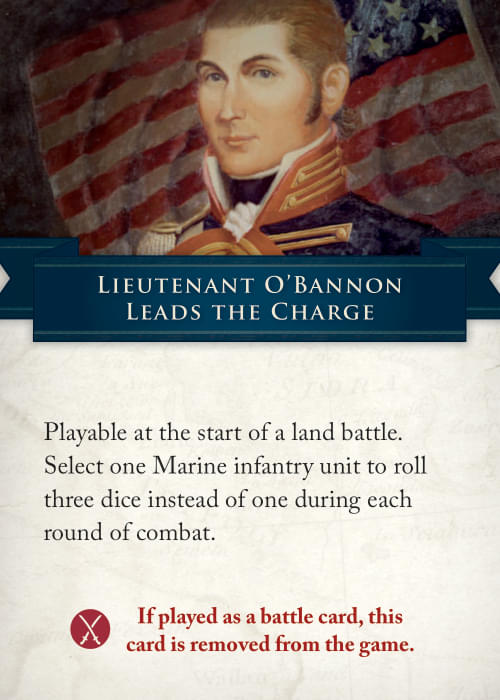 Lieutenant O’Bannon
Leads the Charge
Playable at the start of a land battle.
Select one Marine infantry unit to roll
three dice instead of one during each
round of combat.
If played as a battle card, this
card is removed from the game.